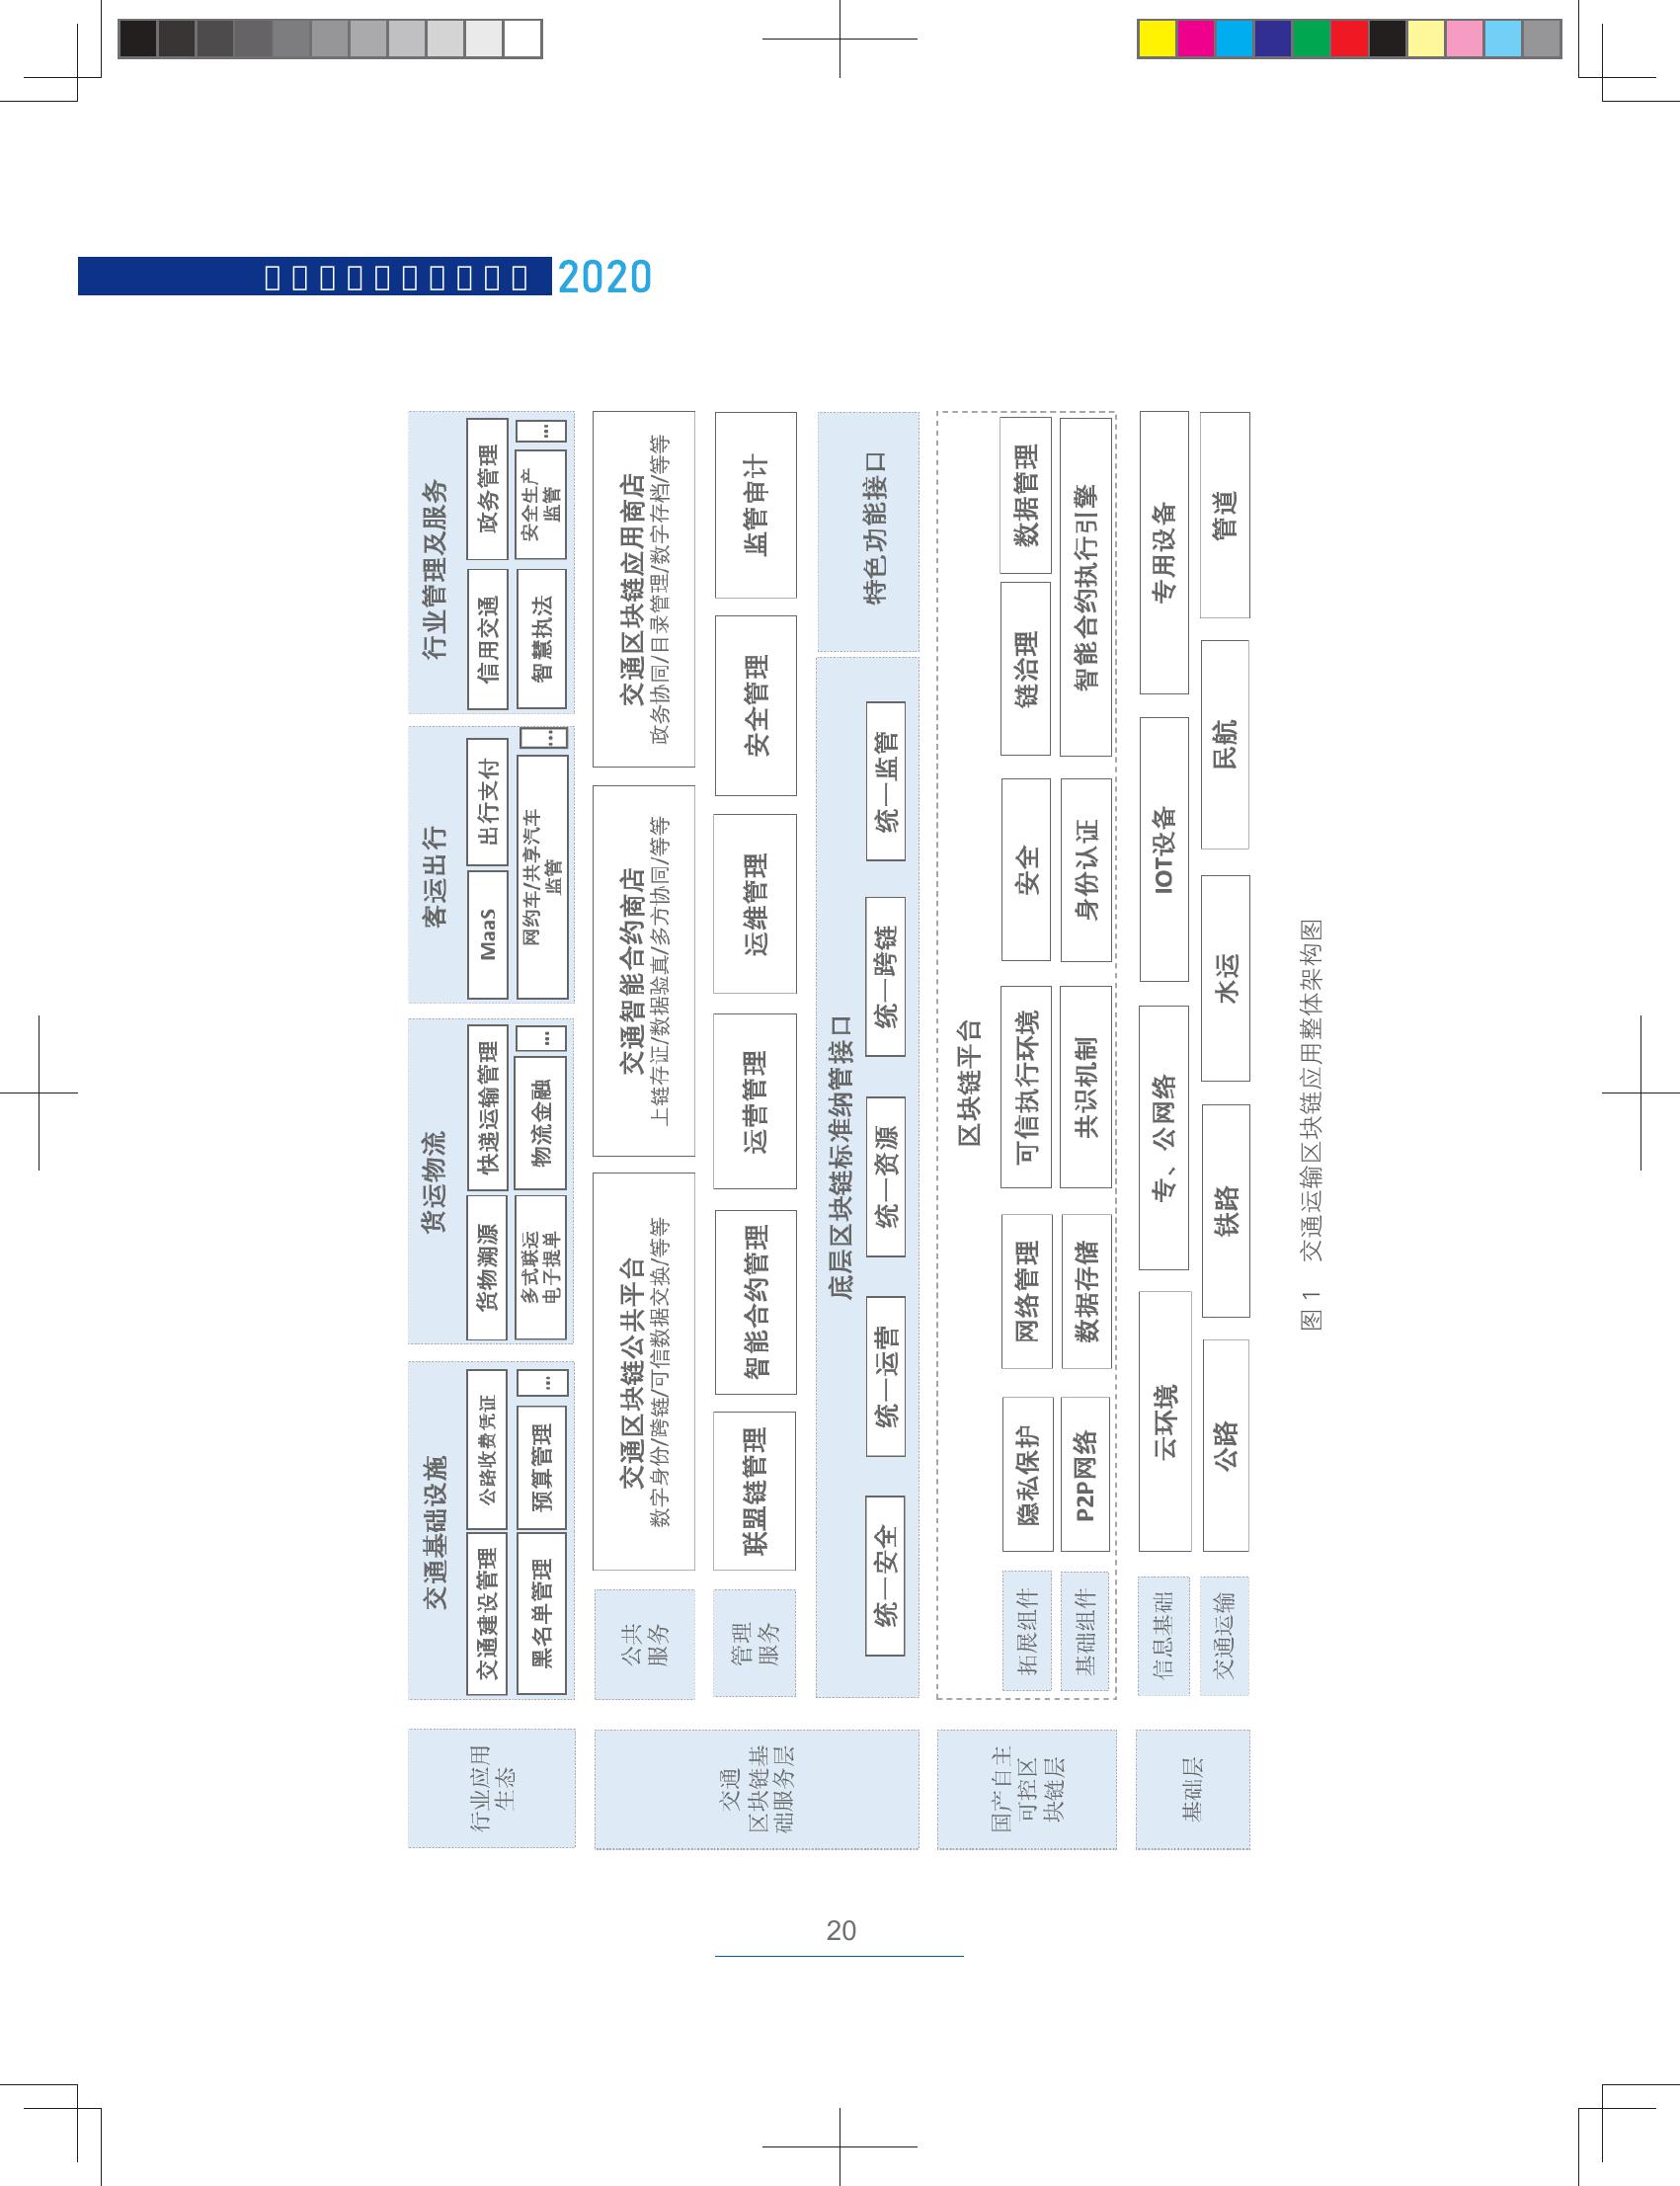 2020
行业应用
生态
交通基础设施
交通建设管理
公路收费凭证
黑名单管理
预算管理
...
货运物流
货物溯源
快递运输管理
多式联运
电子提单
物流金融
...
客运出行
MaaS
出行支付
网约车/共享汽车
监管
...
行业管理及服务
信用交通
政务管理
智慧执法
安全生产
监管
...
交通
区块链基
础服务层
公共
服务
交通区块链公共平台
数字身份/跨链/可信数据交换/等等
交通智能合约商店
上链存证/数据验真/多方协同/等等
交通区块链应用商店
政务协同/目录管理/数字存档/等等
管理
服务
联盟链管理
智能合约管理
运营管理
运维管理
安全管理
监管审计
底层区块链标准纳管接口
统一安全
统一运营
统一资源
统一跨链
统一监管
特色功能接口
国产自主
可控区
块链层
区块链平台
拓展组件
隐私保护
网络管理
可信执行环境
安全
链治理
数据管理
基础组件
P2P网络
数据存储
共识机制
身份认证
智能合约执行引擎
基础层
信息基础
云环境
专、公网络
IOT设备
专用设备
交通运输
公路
铁路
水运
民航
管道
图 1 交通运输区块链应用整体架构图
20